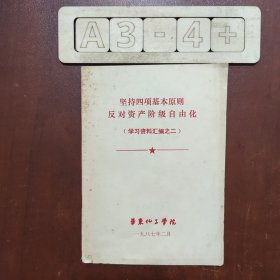 A3-4+
坚持四项基本原则
反对资产阶级自由化
(学习资料汇编之二)
华东化工学院
一九八七年二月